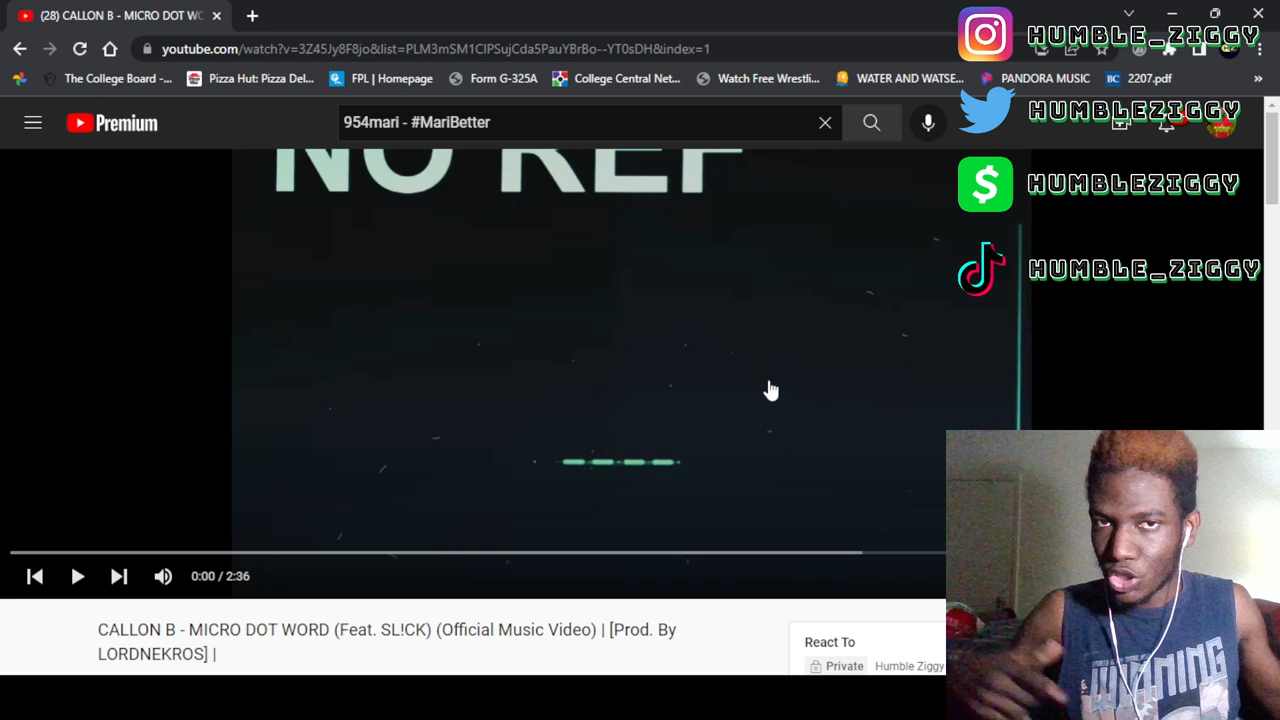 (28) CALLON B - MICRO DOT WO
youtube.com/watch?v=3Z45Jy8F8jo&list=PLM3mSM1CIPSujCda5PauYBrBo--YT0sDH&index=1
The College Board -...
Pizza Hut: Pizza Del...
FPL | Homepage
Form G-325A
College Central Net...
Watch Free Wrestli...
WATER AND WATSE...
PANDORA MUSIC
BC 2207.pdf
Premium
954mari - #MariBetter
HUMBLE_ZIGGY
HUMBLEZIGGY
$ HUMBLEZIGGY
HUMBLE_ZIGGY
NO REF
0:00 / 2:36
CALLON B - MICRO DOT WORD (Feat. SL!CK) (Official Music Video) | [Prod. By
LORDNEKROS] |
React To
Private Humble Ziggy